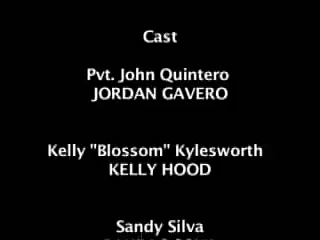 Cast
Pvt. John Quintero
JORDAN GAVERO
Kelly "Blossom" Kylesworth
KELLY HOOD
Sandy Silva